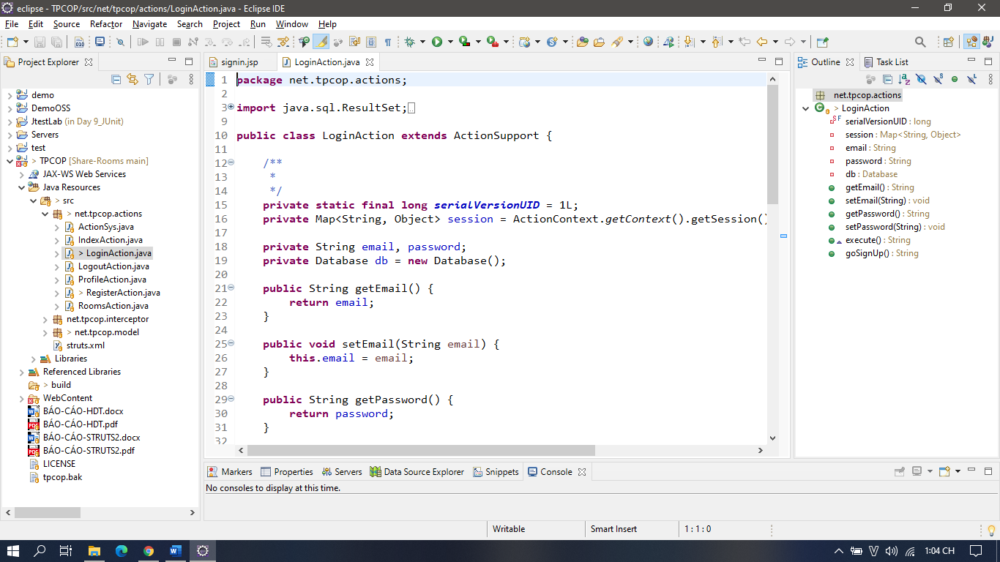 eclipse - TPCOP/src/net/tpcop/actions/LoginAction.java - Eclipse IDE
File Edit Source Refactor Navigate Search Project Run Window Help
Project Explorer
demo
DemoOSS
JtestLab (in Day 9_JUnit)
Servers
test
> TPCOP [Share-Rooms main]
JAX-WS Web Services
Java Resources
> src
> net.tpcop.actions
ActionSys.java
IndexAction.java
> LoginAction.java
LogoutAction.java
ProfileAction.java
> RegisterAction.java
RoomsAction.java
net.tpcop.interceptor
> net.tpcop.model
struts.xml
Libraries
Referenced Libraries
> build
WebContent
BÁO-CÁO-HDT.docx
BÁO-CÁO-HDT.pdf
BÁO-CÁO-STRUTS2.docx
BÁO-CÁO-STRUTS2.pdf
LICENSE
tpcop.bak
signin.jsp LoginAction.java
1 package net.tpcop.actions;
2
3 import java.sql.ResultSet;
9
10 public class LoginAction extends ActionSupport {
11
12 /**
13 *
14 */
15 private static final long serialVersionUID = 1L;
16 private Map<String, Object> session = ActionContext.getContext().getSession()
17
18 private String email, password;
19 private Database db = new Database();
20
21 public String getEmail() {
22 return email;
23 }
24
25 public void setEmail(String email) {
26 this.email = email;
27 }
28
29 public String getPassword() {
30 return password;
31 }
32
Outline Task List
net.tpcop.actions
> LoginAction
serialVersionUID : long
session : Map<String, Object>
email : String
password : String
db : Database
getEmail() : String
setEmail(String) : void
getPassword() : String
setPassword(String) : void
execute() : String
goSignUp() : String
Markers Properties Servers Data Source Explorer Snippets Console
No consoles to display at this time.
Writable Smart Insert 1 : 1 : 0
1:04 CH